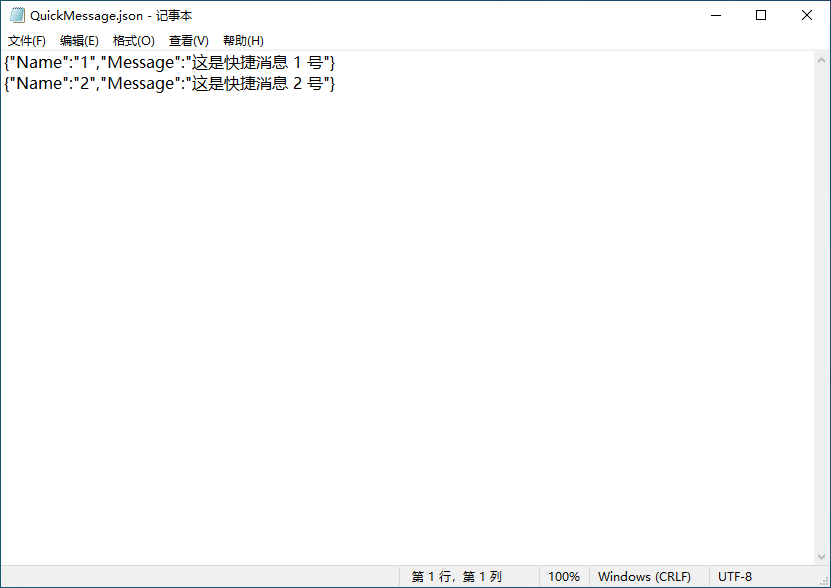 QuickMessage.json - 记事本
文件(F) 编辑(E) 格式(O) 查看(V) 帮助(H)
{"Name":"1","Message":"这是快捷消息 1 号"}
{"Name":"2","Message":"这是快捷消息 2 号"}
第 1 行，第 1 列 100% Windows (CRLF) UTF-8